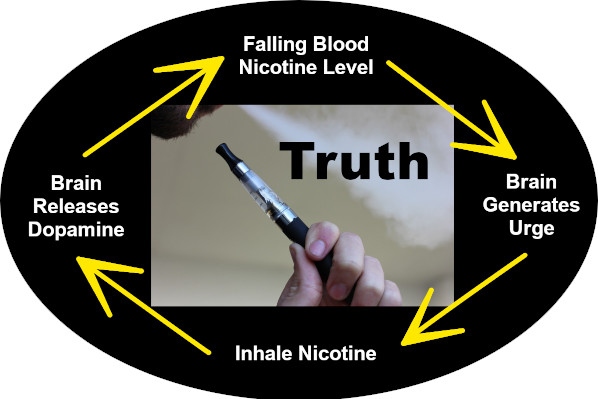 Falling Blood
Nicotine Level
Truth
Brain
Generates
Urge
Inhale Nicotine
Brain
Releases
Dopamine